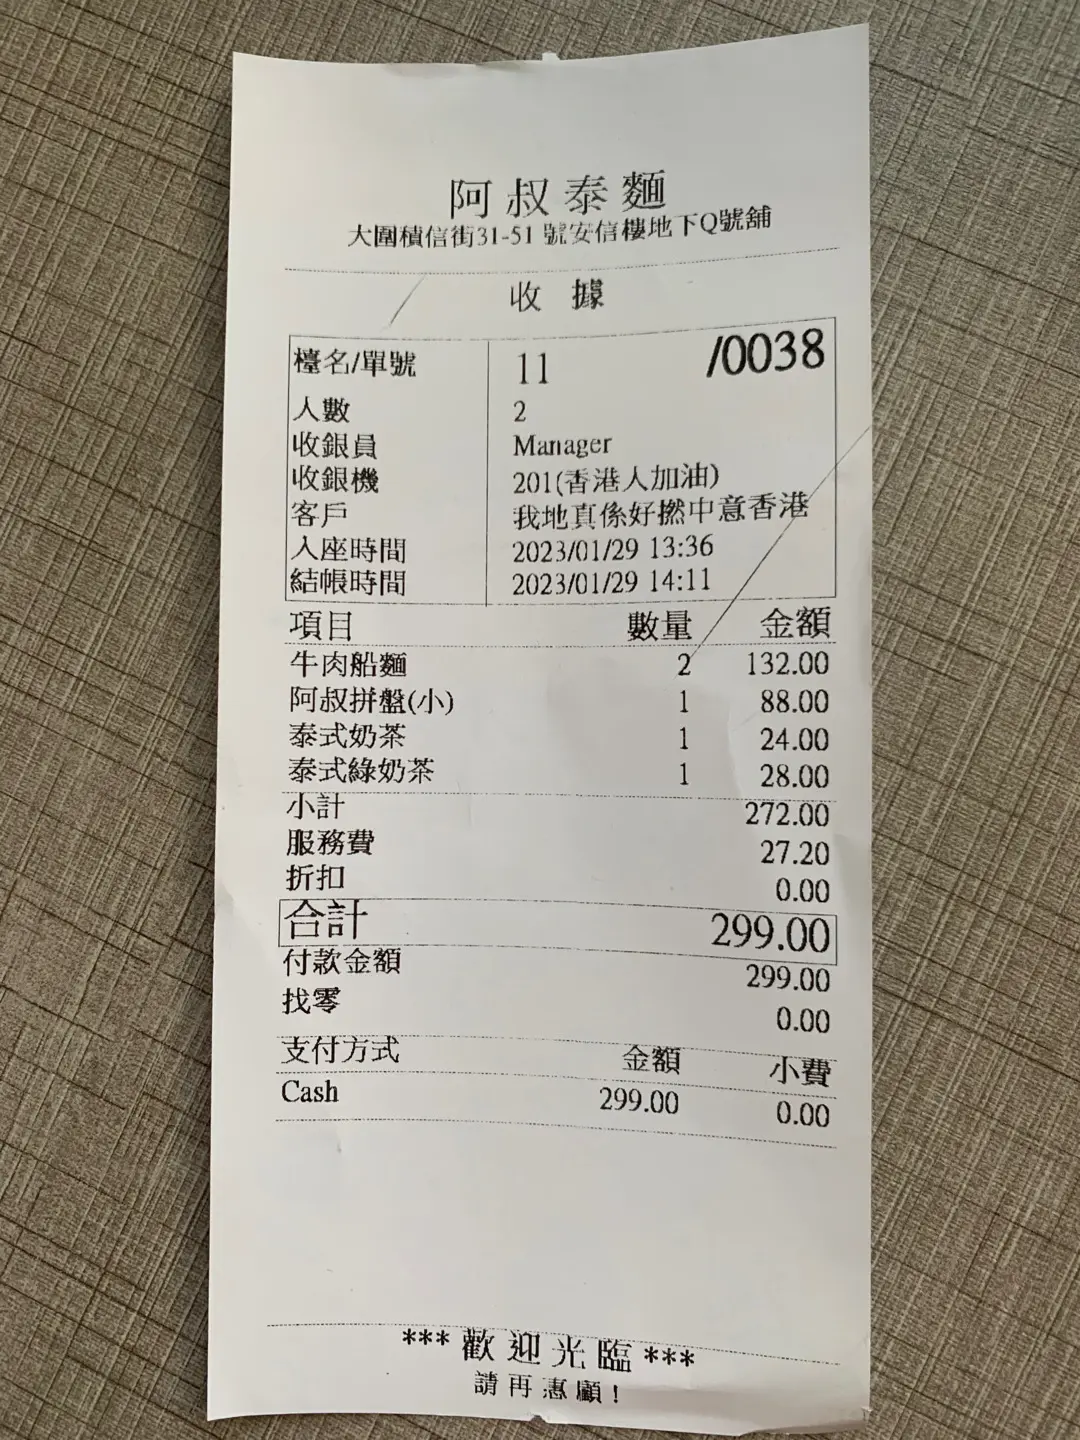 阿叔泰麵
大圍積信街31-51 號安信樓地下Q號舖
收 據
檯名/單號 11 /0038
人數 2
收銀員 Manager
收銀機 201(香港人加油)
客戶 我地真係好撚中意香港
入座時間 2023/01/29 13:36
結帳時間 2023/01/29 14:11
項目 數量 金額
牛肉船麵 2 132.00
阿叔拼盤(小) 1 88.00
泰式奶茶 1 24.00
泰式綠奶茶 1 28.00
小計 272.00
服務費 27.20
折扣 0.00
合計 299.00
付款金額 299.00
找零 0.00
支付方式 金額 小費
Cash 299.00 0.00
*** 歡迎光臨 ***
請再惠顧！